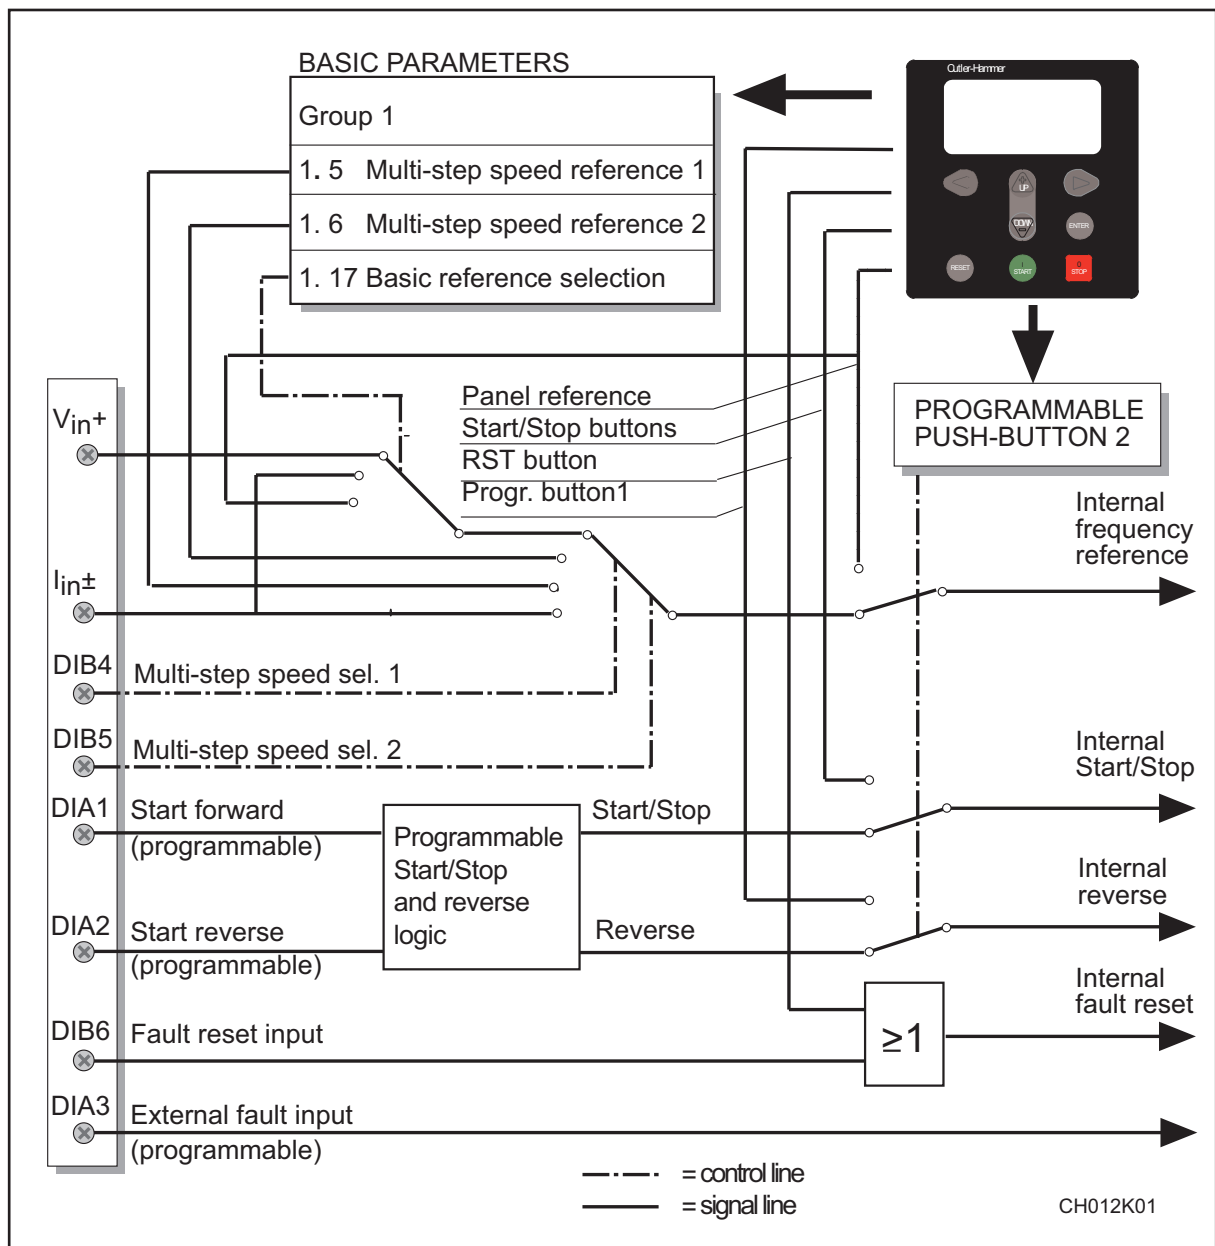 BASIC PARAMETERS
Group 1
1. 5 Multi-step speed reference 1
1. 6 Multi-step speed reference 2
1. 17 Basic reference selection
Cutler-Hammer
UP
DOWN
ENTER
RESET
I
START
0
STOP
PROGRAMMABLE
PUSH-BUTTON 2
Panel reference
Start/Stop buttons
RST button
Progr. button1
Vin+
Iin±
DIB4
Multi-step speed sel. 1
DIB5
Multi-step speed sel. 2
DIA1
Start forward
(programmable)
DIA2
Start reverse
(programmable)
Programmable
Start/Stop
and reverse
logic
Start/Stop
Reverse
DIB6
Fault reset input
DIA3
External fault input
(programmable)
≥1
Internal
frequency
reference
Internal
Start/Stop
Internal
reverse
Internal
fault reset
= control line
= signal line
CH012K01